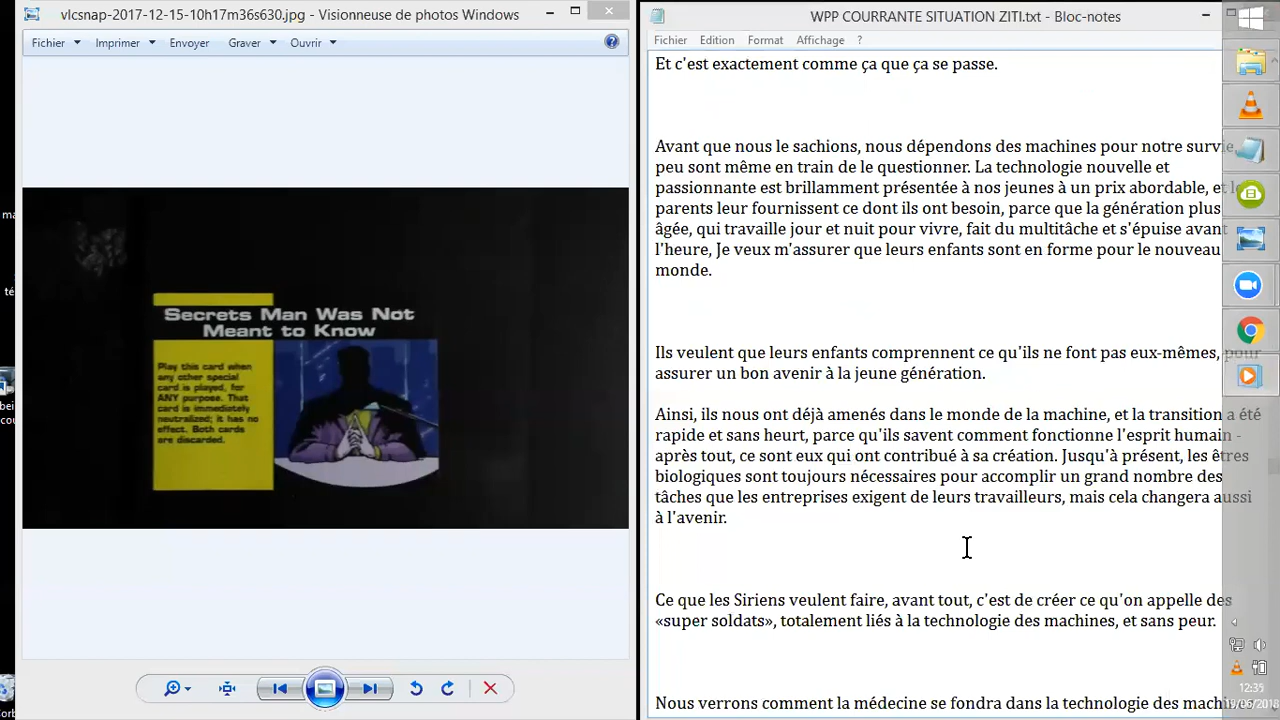 vlcsnap-2017-12-15-10h17m36s630.jpg - Visionneuse de photos Windows
Fichier Imprimer Envoyer Graver Ouvrir
Secrets Man Was Not
Meant to Know
Play this card when
any other special
card is played, for
ANY purpose. That
card is immediately
neutralized; it has no
effect. Both cards
are discarded.
WPP COURRANTE SITUATION ZITI.txt - Bloc-notes
Fichier Edition Format Affichage ?
Et c'est exactement comme ça que ça se passe.
Avant que nous le sachions, nous dépendons des machines pour notre survie,
peu sont même en train de le questionner. La technologie nouvelle et
passionnante est brillamment présentée à nos jeunes à un prix abordable, et
parents leur fournissent ce dont ils ont besoin, parce que la génération plus
âgée, qui travaille jour et nuit pour vivre, fait du multitâche et s'épuise avant
l'heure, Je veux m'assurer que leurs enfants sont en forme pour le nouveau
monde.
Ils veulent que leurs enfants comprennent ce qu'ils ne font pas eux-mêmes, pour
assurer un bon avenir à la jeune génération.
Ainsi, ils nous ont déjà amenés dans le monde de la machine, et la transition a été
rapide et sans heurt, parce qu'ils savent comment fonctionne l'esprit humain -
après tout, ce sont eux qui ont contribué à sa création. Jusqu'à présent, les êtres
biologiques sont toujours nécessaires pour accomplir un grand nombre des
tâches que les entreprises exigent de leurs travailleurs, mais cela changera aussi
à l'avenir.
Ce que les Siriens veulent faire, avant tout, c'est de créer ce qu'on appelle des
«super soldats», totalement liés à la technologie des machines, et sans peur.
Nous verrons comment la médecine se fondra dans la technologie des
12:35
19/06/2018